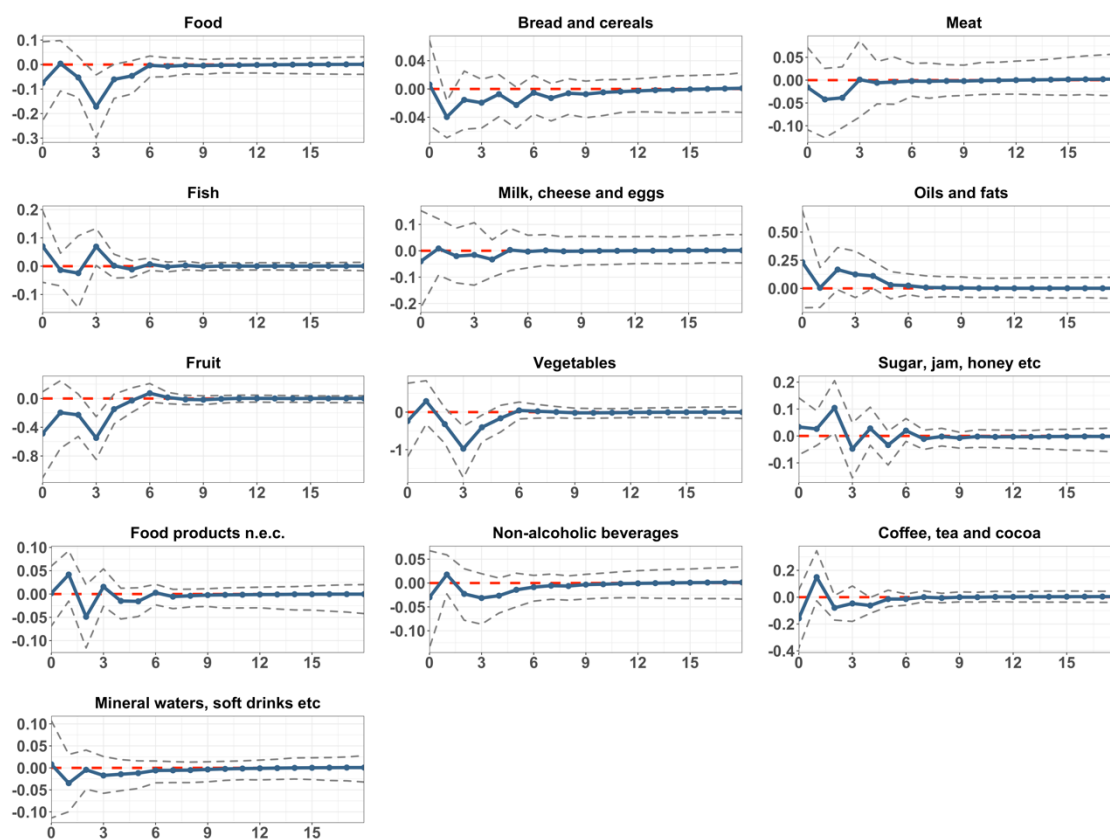 Food
0.1
0.0
-0.1
-0.2
-0.3
0 3 6 9 12 15
Bread and cereals
0.04
0.00
-0.04
0 3 6 9 12 15
Meat
0.05
0.00
-0.05
-0.10
0 3 6 9 12 15
Fish
0.2
0.1
0.0
-0.1
0 3 6 9 12 15
Milk, cheese and eggs
0.1
0.0
-0.1
-0.2
0 3 6 9 12 15
Oils and fats
0.50
0.25
0.00
0 3 6 9 12 15
Fruit
0.0
-0.4
-0.8
0 3 6 9 12 15
Vegetables
0
-1
0 3 6 9 12 15
Sugar, jam, honey etc
0.2
0.1
0.0
-0.1
0 3 6 9 12 15
Food products n.e.c.
0.10
0.05
0.00
-0.05
-0.10
0 3 6 9 12 15
Non-alcoholic beverages
0.05
0.00
-0.05
-0.10
0 3 6 9 12 15
Coffee, tea and cocoa
0.2
0.0
-0.2
-0.4
0 3 6 9 12 15
Mineral waters, soft drinks etc
0.10
0.05
0.00
-0.05
-0.10
0 3 6 9 12 15